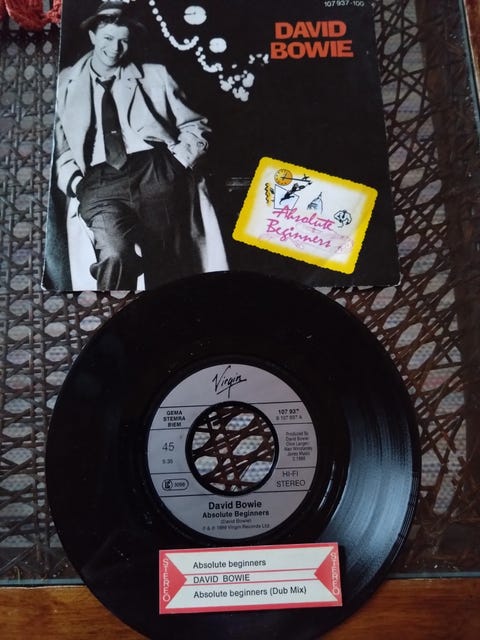 107 937-100
DAVID
BOWIE
Absolute
Beginners
Virgin
GEMA
STEMRA
BIEM
107 937
45
5:35
Produced by
David Bowie
Clive Langer
Alan Winstanley
HI-FI
STEREO
David Bowie
Absolute Beginners
(David Bowie)
℗ & © 1986 Virgin Records Ltd
STEREO
Absolute beginners
DAVID BOWIE
Absolute beginners (Dub Mix)
STEREO